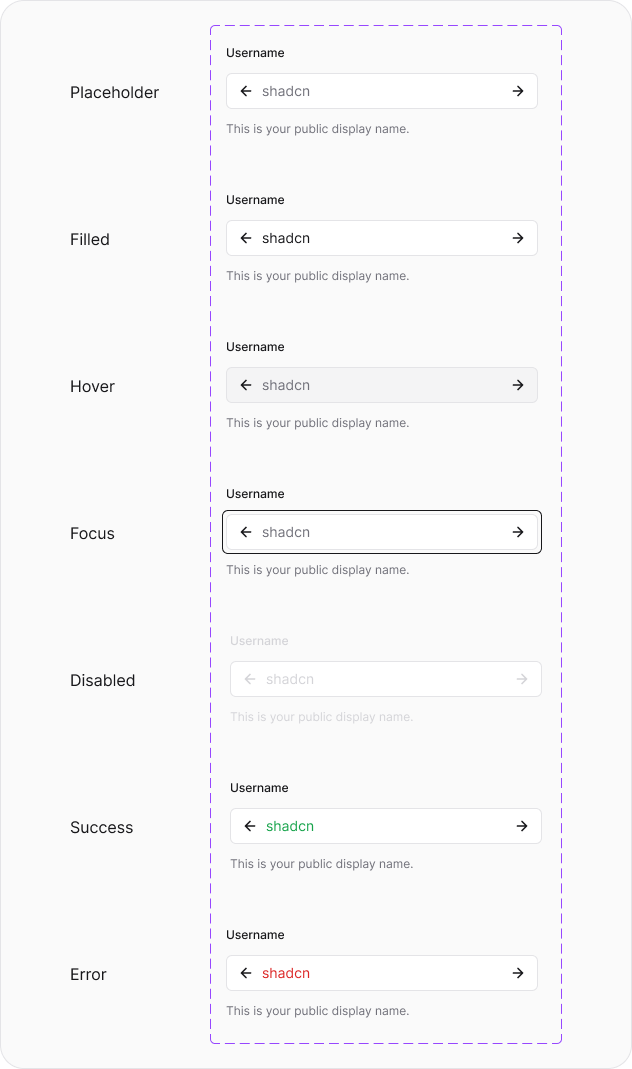 Username
Placeholder
shadcn
This is your public display name.
Username
Filled
shadcn
This is your public display name.
Username
Hover
shadcn
This is your public display name.
Username
Focus
shadcn
This is your public display name.
Username
Disabled
shadcn
This is your public display name.
Username
Success
shadcn
This is your public display name.
Username
Error
shadcn
This is your public display name.